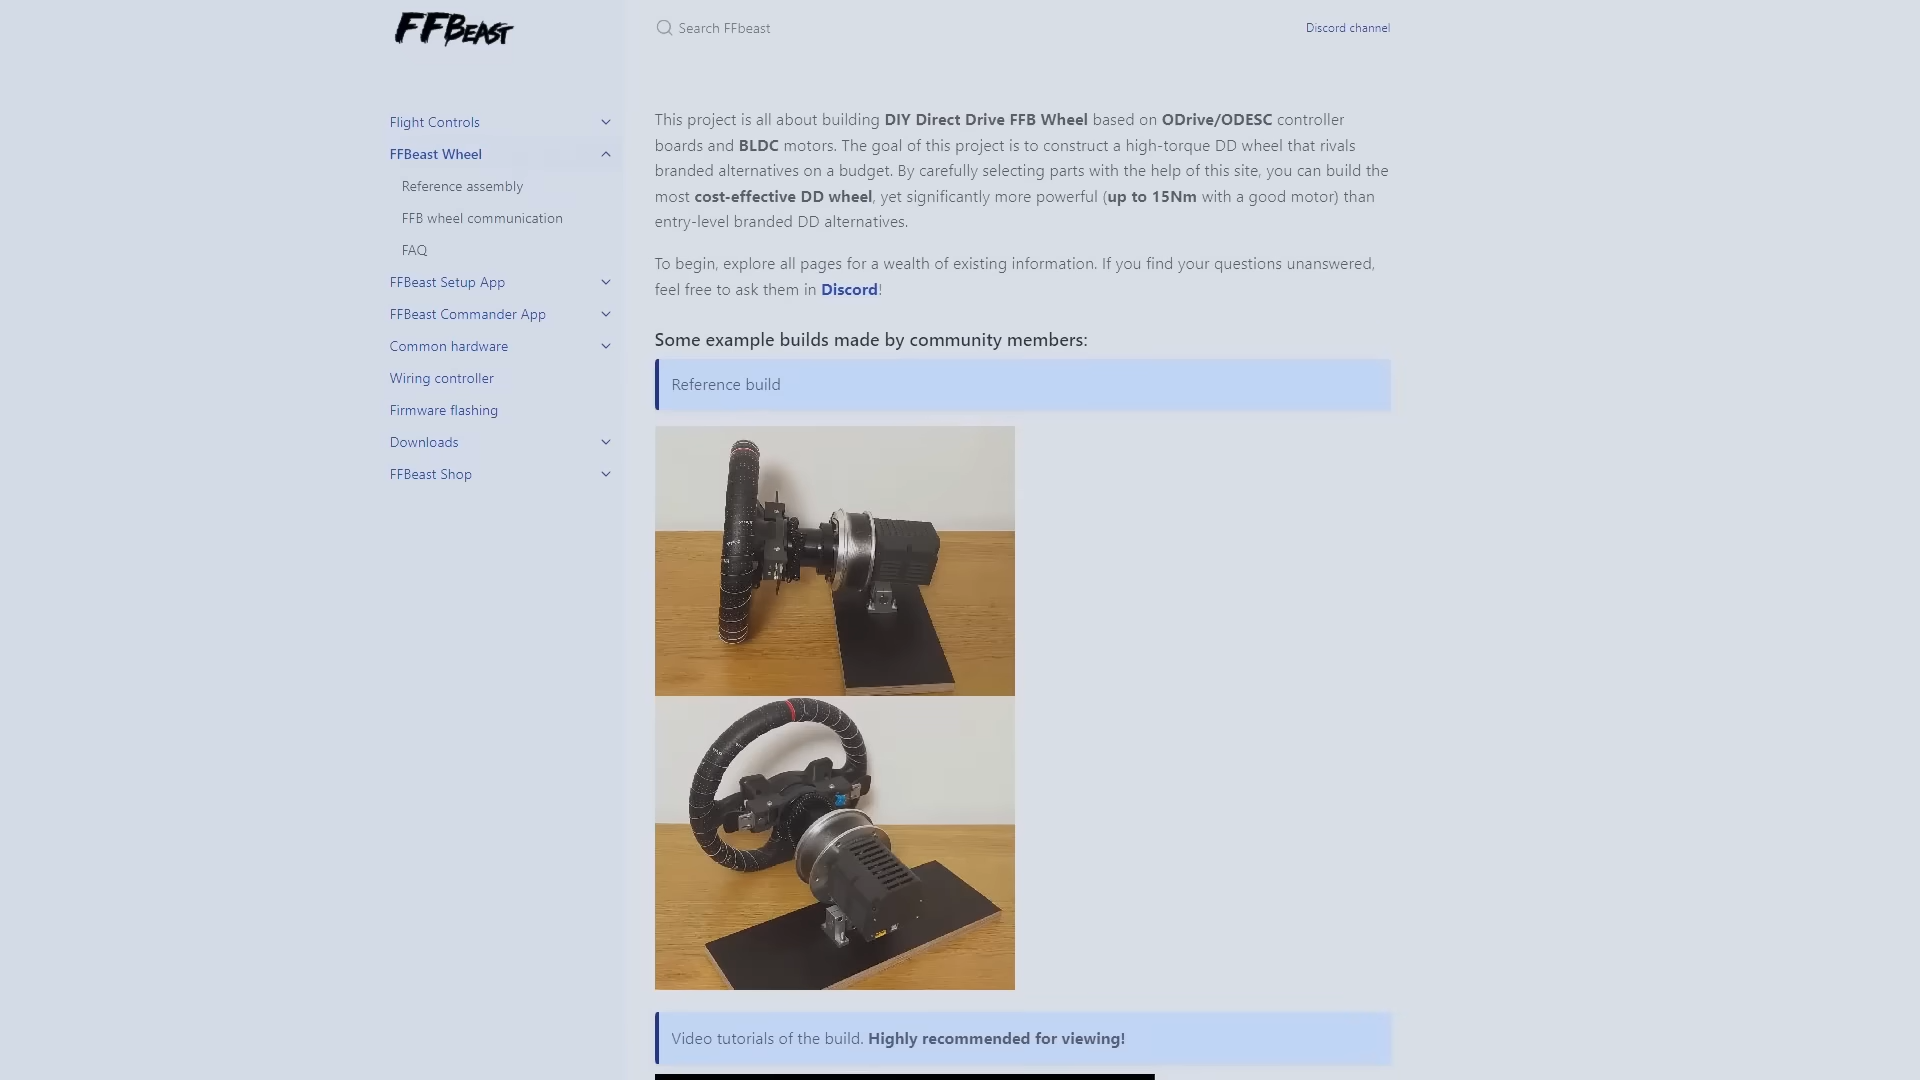 FFBEAST
Search FFbeast
Discord channel
Flight Controls
FFBeast Wheel
Reference assembly
FFB wheel communication
FAQ
FFBeast Setup App
FFBeast Commander App
Common hardware
Wiring controller
Firmware flashing
Downloads
FFBeast Shop
This project is all about building DIY Direct Drive FFB Wheel based on ODrive/ODESC controller
boards and BLDC motors. The goal of this project is to construct a high-torque DD wheel that rivals
branded alternatives on a budget. By carefully selecting parts with the help of this site, you can build the
most cost-effective DD wheel, yet significantly more powerful (up to 15Nm with a good motor) than
entry-level branded DD alternatives.
To begin, explore all pages for a wealth of existing information. If you find your questions unanswered,
feel free to ask them in Discord!
Some example builds made by community members:
Reference build
Video tutorials of the build. Highly recommended for viewing!